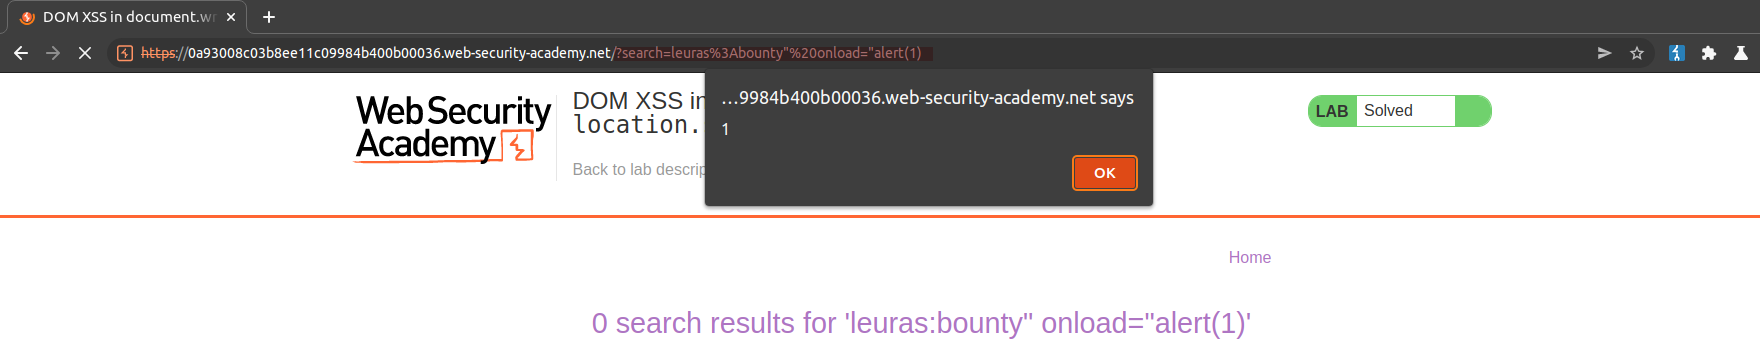 DOM XSS in document.wr
https://0a93008c03b8ee11c09984b400b00036.web-security-academy.net/?search=leuras%3Abounty"%20onload="alert(1)
...9984b400b00036.web-security-academy.net says
1
OK
WebSecurity
Academy
DOM XSS in
location.
Back to lab descrip
LAB Solved
Home
0 search results for 'leuras:bounty" onload="alert(1)'